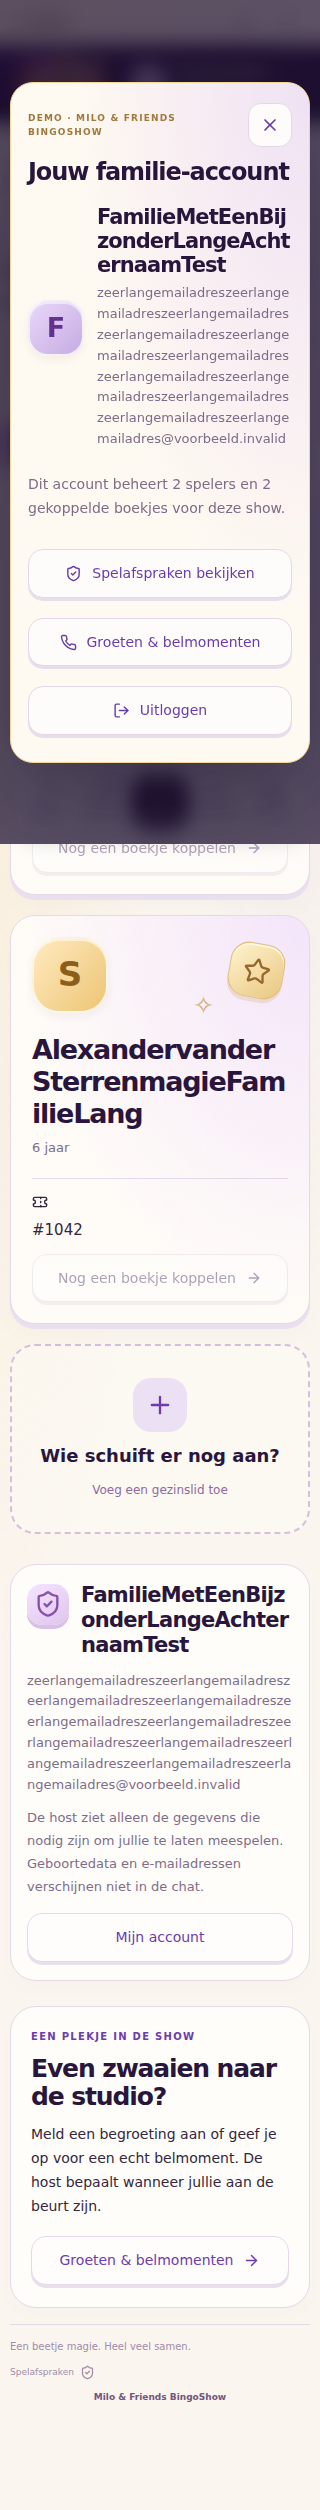 DEMO · MILO & FRIENDS
BINGOSHOW
Jouw familie-account
F
FamilieMetEenBij
zonderLangeAcht
ernaamTest
zeerlangemailadreszeerlange
mailadreszeerlangemailadres
zeerlangemailadreszeerlange
mailadreszeerlangemailadres
zeerlangemailadreszeerlange
mailadreszeerlangemailadres
zeerlangemailadreszeerlange
mailadres@voorbeeld.invalid
Dit account beheert 2 spelers en 2
gekoppelde boekjes voor deze show.
Spelafspraken bekijken
Groeten & belmomenten
Uitloggen
Nog een boekje koppelen
S
Alexandervander
SterrenmagieFam
ilieLang
6 jaar
#1042
Nog een boekje koppelen
Wie schuift er nog aan?
Voeg een gezinslid toe
FamilieMetEenBijz
onderLangeAchter
naamTest
zeerlangemailadreszeerlangemailadresz
eerlangemailadreszeerlangemailadresze
erlangemailadreszeerlangemailadreszee
rlangemailadreszeerlangemailadreszeerl
angemailadreszeerlangemailadreszeerla
ngemailadres@voorbeeld.invalid
De host ziet alleen de gegevens die
nodig zijn om jullie te laten meespelen.
Geboortedata en e-mailadressen
verschijnen niet in de chat.
Mijn account
EEN PLEKJE IN DE SHOW
Even zwaaien naar
de studio?
Meld een begroeting aan of geef je
op voor een echt belmoment. De
host bepaalt wanneer jullie aan de
beurt zijn.
Groeten & belmomenten
Een beetje magie. Heel veel samen.
Spelafspraken
Milo & Friends BingoShow